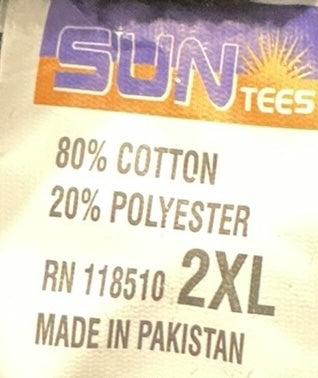 SUN TEES
80% COTTON
20% POLYESTER
RN 118510 2XL
MADE IN PAKISTAN